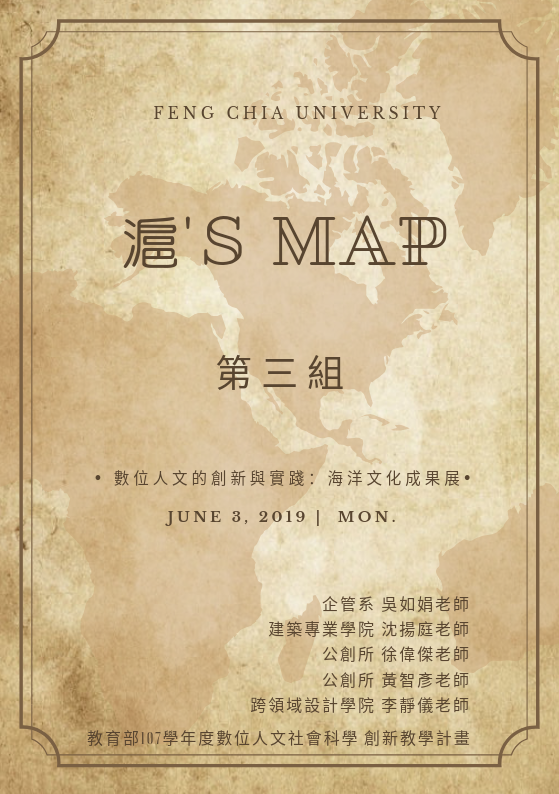 FENG CHIA UNIVERSITY
滬'S MAP
第三組
• 數位人文的創新與實踐：海洋文化成果展•
JUNE 3, 2019 | MON.
企管系 吳如娟老師
建築專業學院 沈揚庭老師
公創所 徐偉傑老師
公創所 黃智彥老師
跨領域設計學院 李靜儀老師
教育部107學年度數位人文社會科學 創新教學計畫